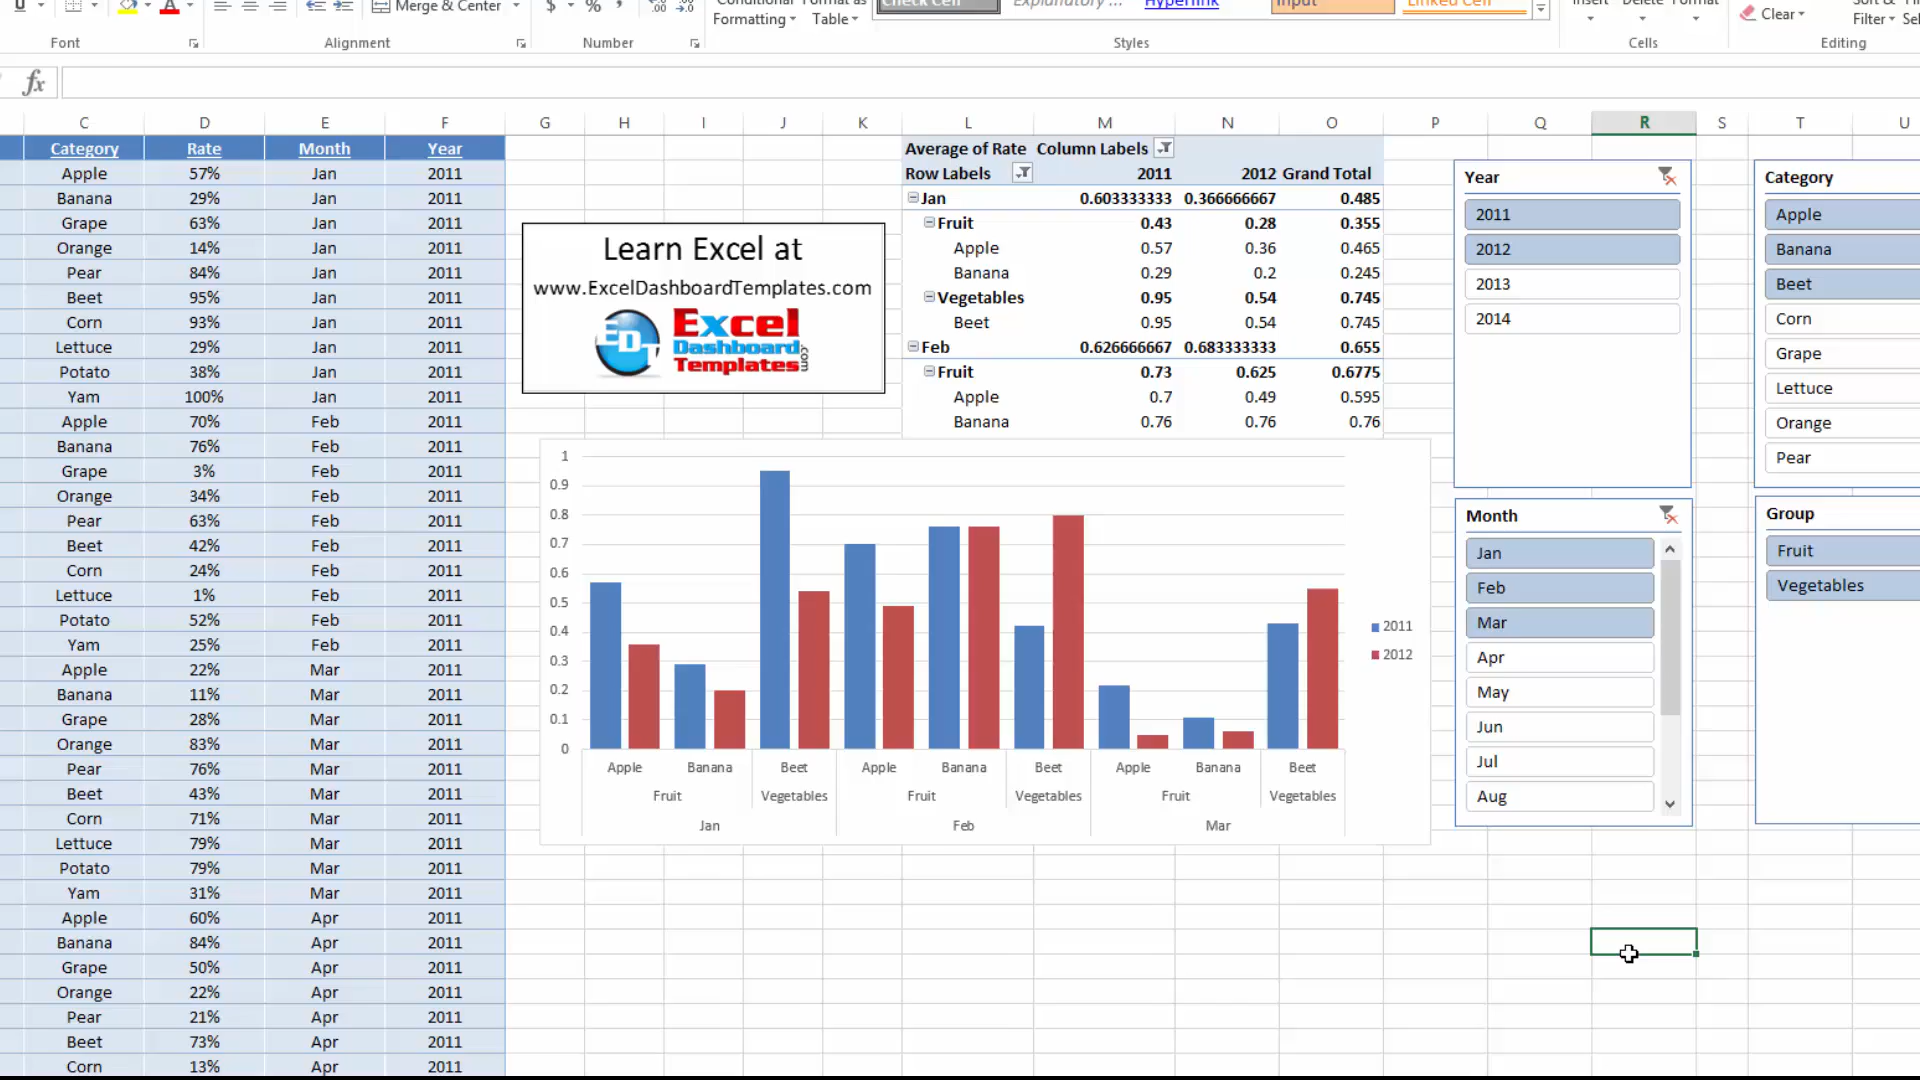 Merge & Center
$ % ,
Conditional Format as
Check Cell Explanatory ... Hyperlink Input Linked Cell
Insert Delete Format
Clear
Sort &
Formatting Table
Filter
Font Alignment Number Styles Cells Editing
fx
C D E F G H I J K L M N O P Q R S T U
Category Rate Month Year
Apple 57% Jan 2011
Banana 29% Jan 2011
Grape 63% Jan 2011
Orange 14% Jan 2011
Pear 84% Jan 2011
Beet 95% Jan 2011
Corn 93% Jan 2011
Lettuce 29% Jan 2011
Potato 38% Jan 2011
Yam 100% Jan 2011
Apple 70% Feb 2011
Banana 76% Feb 2011
Grape 3% Feb 2011
Orange 34% Feb 2011
Pear 63% Feb 2011
Beet 42% Feb 2011
Corn 24% Feb 2011
Lettuce 1% Feb 2011
Potato 52% Feb 2011
Yam 25% Feb 2011
Apple 22% Mar 2011
Banana 11% Mar 2011
Grape 28% Mar 2011
Orange 83% Mar 2011
Pear 76% Mar 2011
Beet 43% Mar 2011
Corn 71% Mar 2011
Lettuce 79% Mar 2011
Potato 79% Mar 2011
Yam 31% Mar 2011
Apple 60% Apr 2011
Banana 84% Apr 2011
Grape 50% Apr 2011
Orange 22% Apr 2011
Pear 21% Apr 2011
Beet 73% Apr 2011
Corn 13% Apr 2011
Learn Excel at
www.ExcelDashboardTemplates.com
EDT
Excel
Dashboard
Templates
.com
Average of Rate Column Labels
Row Labels 2011 2012 Grand Total
Jan 0.603333333 0.366666667 0.485
Fruit 0.43 0.28 0.355
Apple 0.57 0.36 0.465
Banana 0.29 0.2 0.245
Vegetables 0.95 0.54 0.745
Beet 0.95 0.54 0.745
Feb 0.626666667 0.683333333 0.655
Fruit 0.73 0.625 0.6775
Apple 0.7 0.49 0.595
Banana 0.76 0.76 0.76
1
0.9
0.8
0.7
0.6
0.5
0.4
0.3
0.2
0.1
0
Apple Banana Beet Apple Banana Beet Apple Banana Beet
Fruit Vegetables Fruit Vegetables Fruit Vegetables
Jan Feb Mar
2011
2012
Year
2011
2012
2013
2014
Month
Jan
Feb
Mar
Apr
May
Jun
Jul
Aug
Category
Apple
Banana
Beet
Corn
Grape
Lettuce
Orange
Pear
Group
Fruit
Vegetables